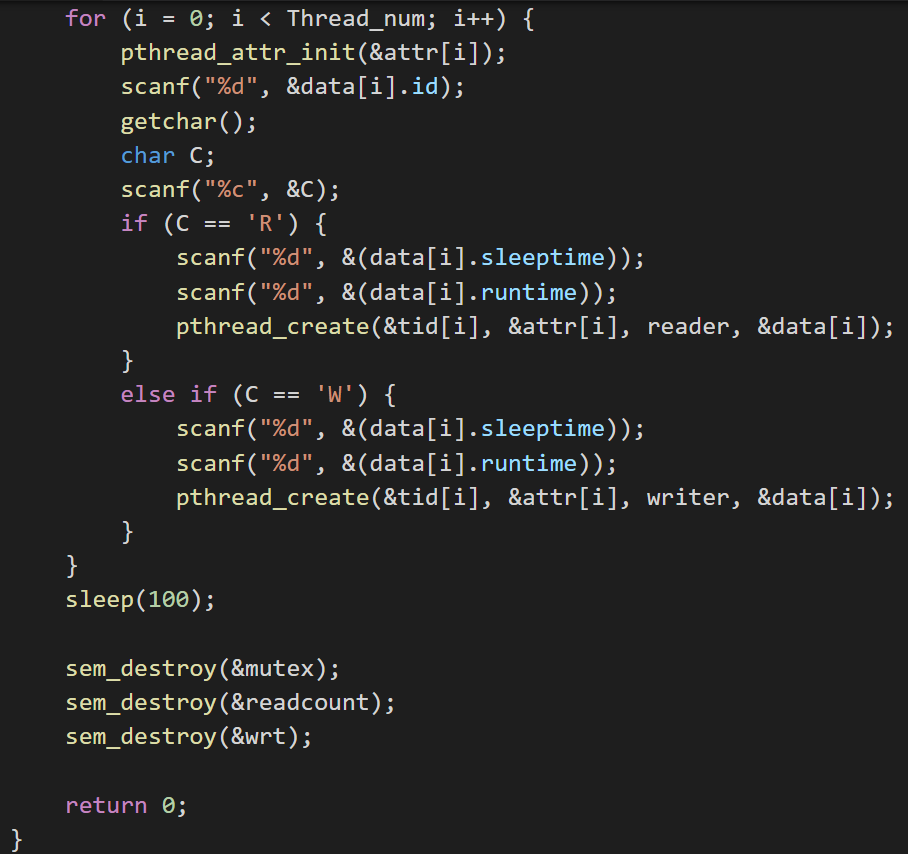 for (i = 0; i < Thread_num; i++) {
pthread_attr_init(&attr[i]);
scanf("%d", &data[i].id);
getchar();
char C;
scanf("%c", &C);
if (C == 'R') {
scanf("%d", &(data[i].sleeptime));
scanf("%d", &(data[i].runtime));
pthread_create(&tid[i], &attr[i], reader, &data[i]);
}
else if (C == 'W') {
scanf("%d", &(data[i].sleeptime));
scanf("%d", &(data[i].runtime));
pthread_create(&tid[i], &attr[i], writer, &data[i]);
}
}
sleep(100);
sem_destroy(&mutex);
sem_destroy(&readcount);
sem_destroy(&wrt);
return 0;
}